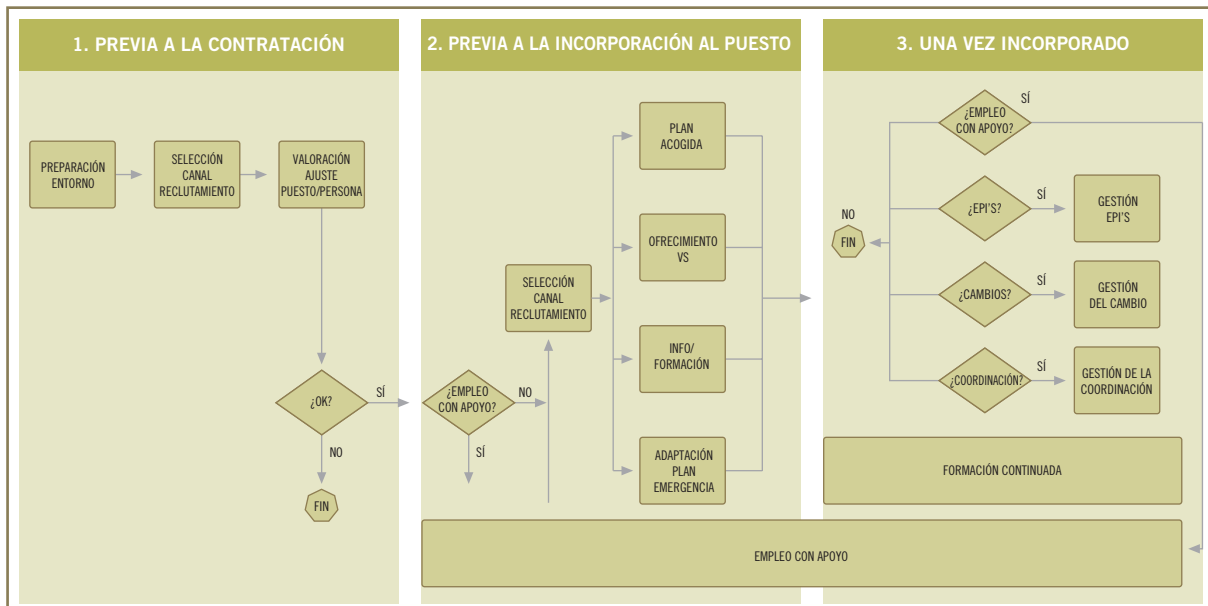 1. PREVIA A LA CONTRATACIÓN
PREPARACIÓN
ENTORNO
SELECCIÓN
CANAL
RECLUTAMIENTO
VALORACIÓN
AJUSTE
PUESTO/PERSONA
¿OK?
SÍ
NO
FIN
2. PREVIA A LA INCORPORACIÓN AL PUESTO
¿EMPLEO
CON APOYO?
NO
SÍ
SELECCIÓN
CANAL
RECLUTAMIENTO
PLAN
ACOGIDA
OFRECIMIENTO
VS
INFO/
FORMACIÓN
ADAPTACIÓN
PLAN
EMERGENCIA
3. UNA VEZ INCORPORADO
¿EMPLEO
CON APOYO?
SÍ
¿EPI'S?
SÍ
GESTIÓN
EPI'S
NO
FIN
¿CAMBIOS?
SÍ
GESTIÓN
DEL CAMBIO
¿COORDINACIÓN?
SÍ
GESTIÓN DE LA
COORDINACIÓN
FORMACIÓN CONTINUADA
EMPLEO CON APOYO